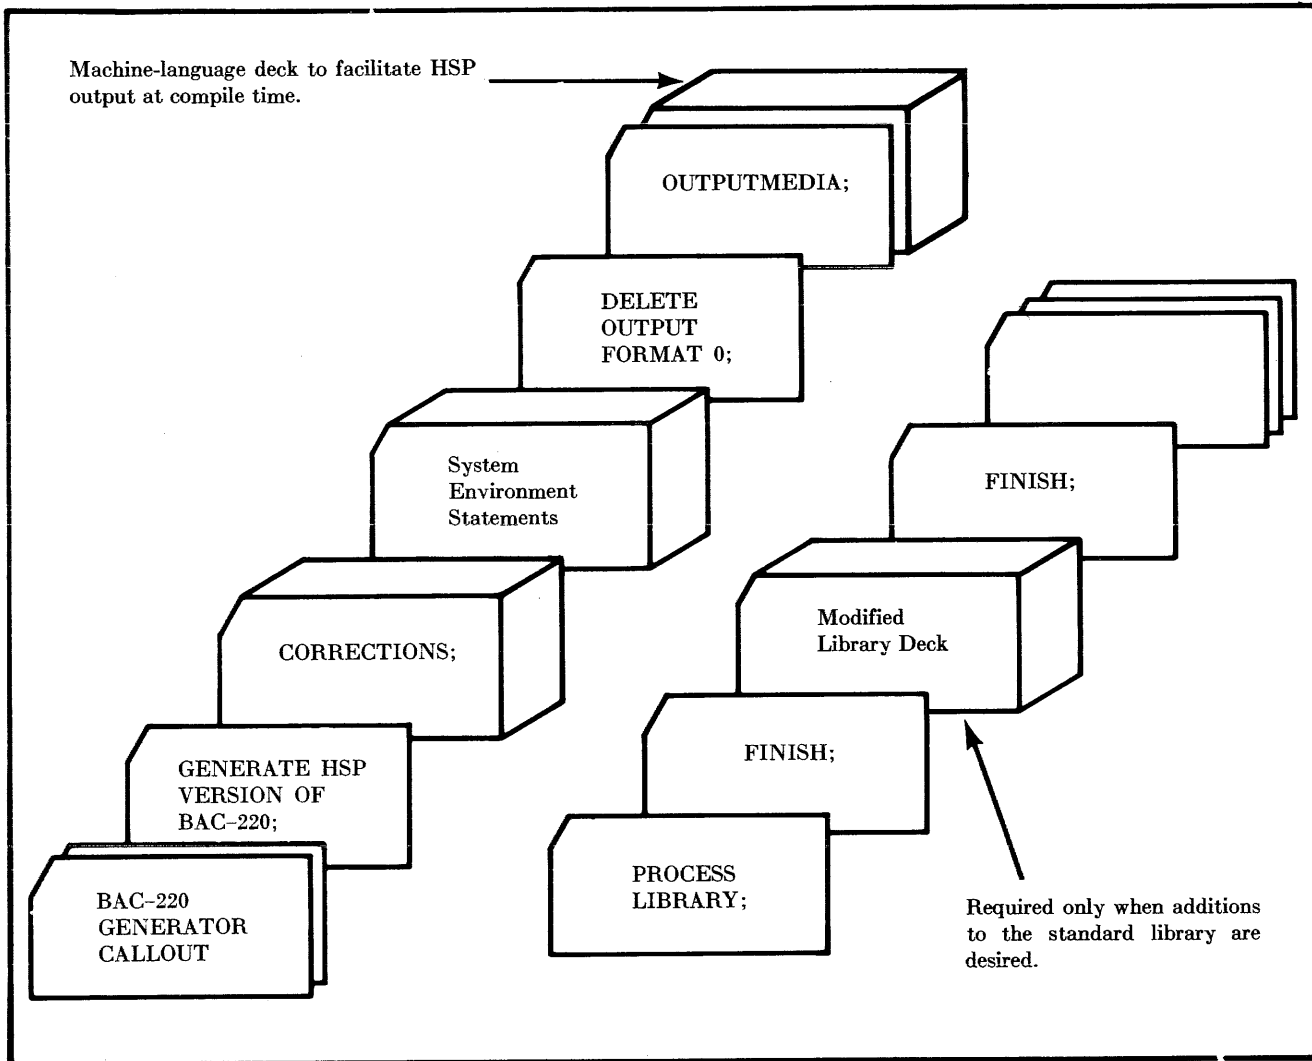 Machine-language deck to facilitate HSP
output at compile time.
OUTPUTMEDIA;
DELETE
OUTPUT
FORMAT 0;
System
Environment
Statements
CORRECTIONS;
GENERATE HSP
VERSION OF
BAC-220;
BAC-220
GENERATOR
CALLOUT
FINISH;
Modified
Library Deck
FINISH;
PROCESS
LIBRARY;
Required only when additions
to the standard library are
desired.